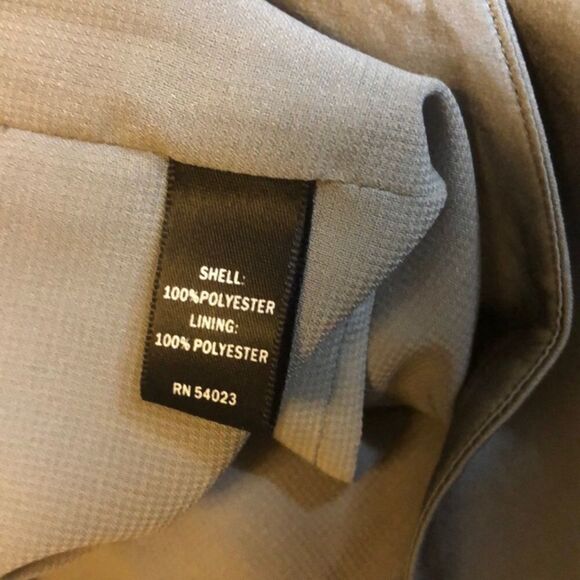 SHELL:
100%POLYESTER
LINING:
100% POLYESTER
RN 54023